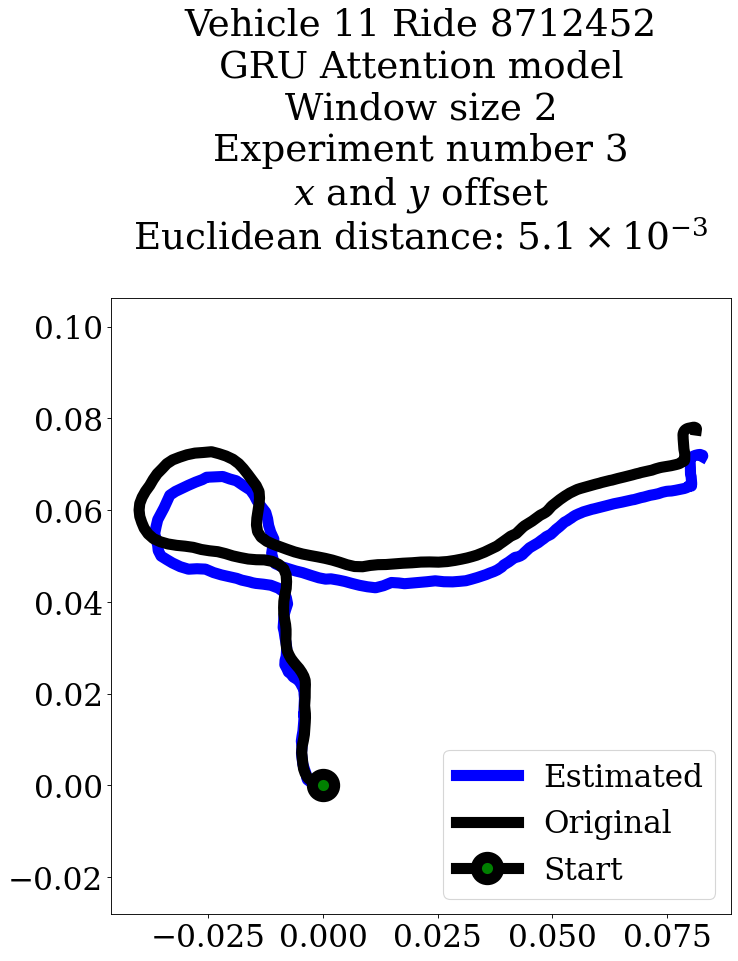 Vehicle 11 Ride 8712452
GRU Attention model
Window size 2
Experiment number 3
x and y offset
Euclidean distance: 5.1 × 10⁻³
0.10
0.08
0.06
0.04
0.02
0.00
−0.02
Estimated
Original
Start
−0.025 0.000 0.025 0.050 0.075